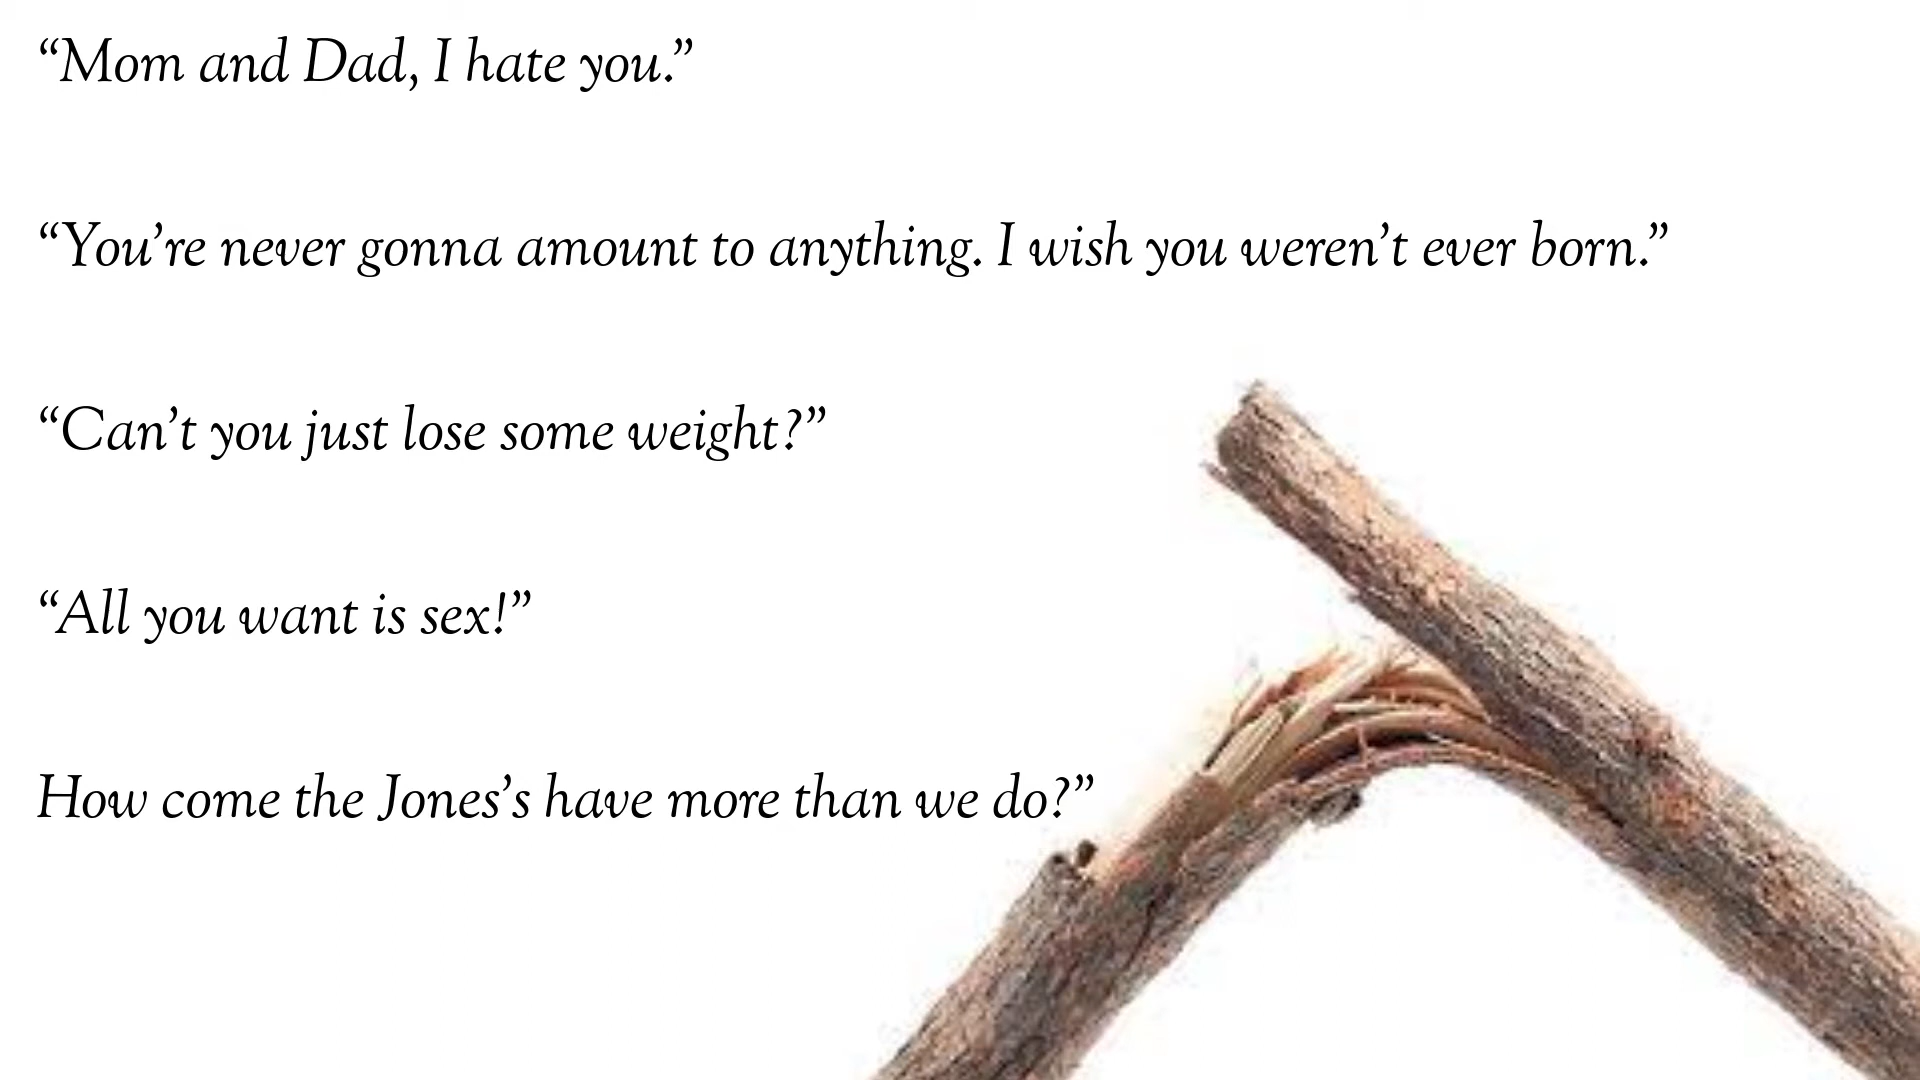 “Mom and Dad, I hate you.”
“You’re never gonna amount to anything. I wish you weren’t ever born.”
“Can’t you just lose some weight?”
“All you want is sex!”
How come the Jones’s have more than we do?”